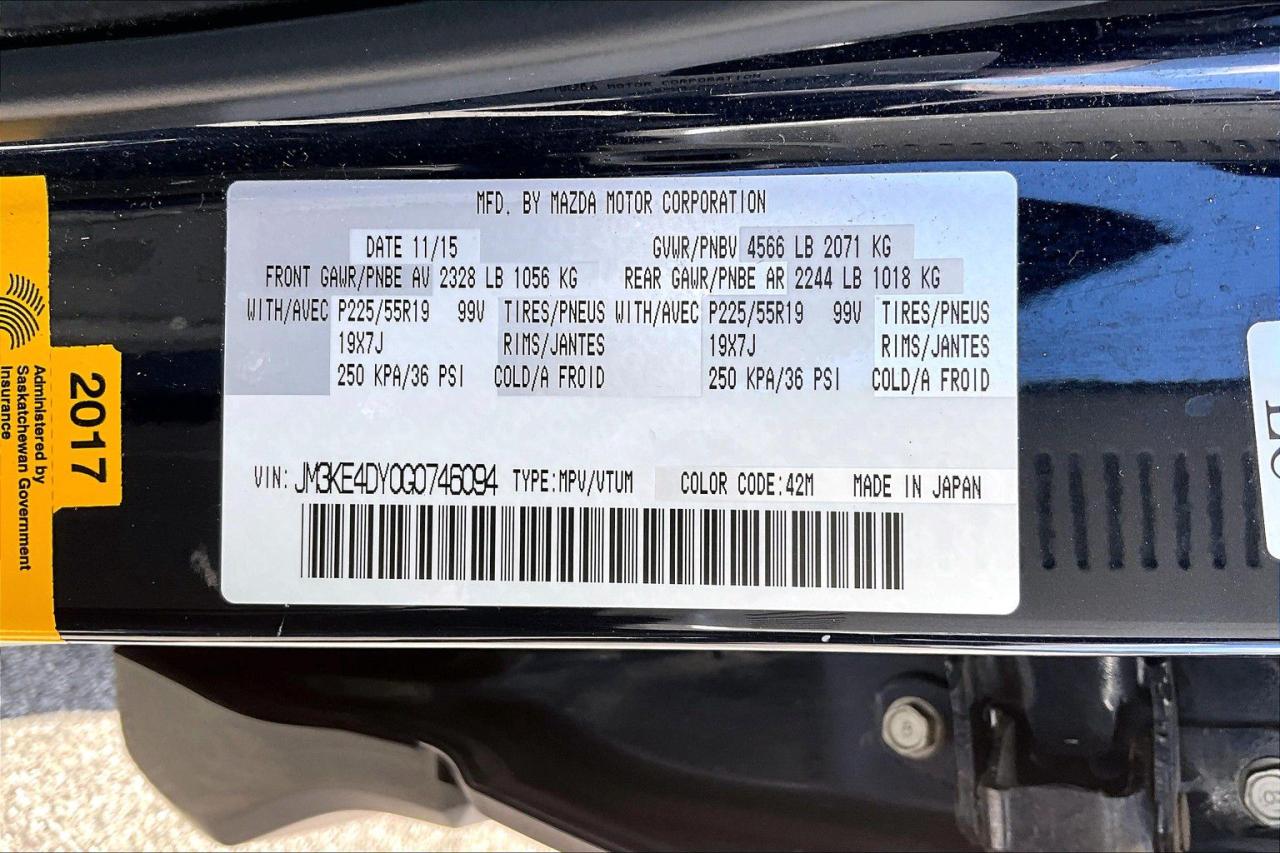 MFD. BY MAZDA MOTOR CORPORATION
DATE 11/15 GVWR/PNBV 4566 LB 2071 KG
FRONT GAWR/PNBE AV 2328 LB 1056 KG REAR GAWR/PNBE AR 2244 LB 1018 KG
WITH/AVEC P225/55R19 99V TIRES/PNEUS WITH/AVEC P225/55R19 99V TIRES/PNEUS
19X7J RIMS/JANTES 19X7J RIMS/JANTES
250 KPA/36 PSI COLD/A FROID 250 KPA/36 PSI COLD/A FROID
VIN: JM3KE4DY0G0746094 TYPE:MPV/VTUM COLOR CODE:42M MADE IN JAPAN
2017
Administered by
Saskatchewan Government
Insurance